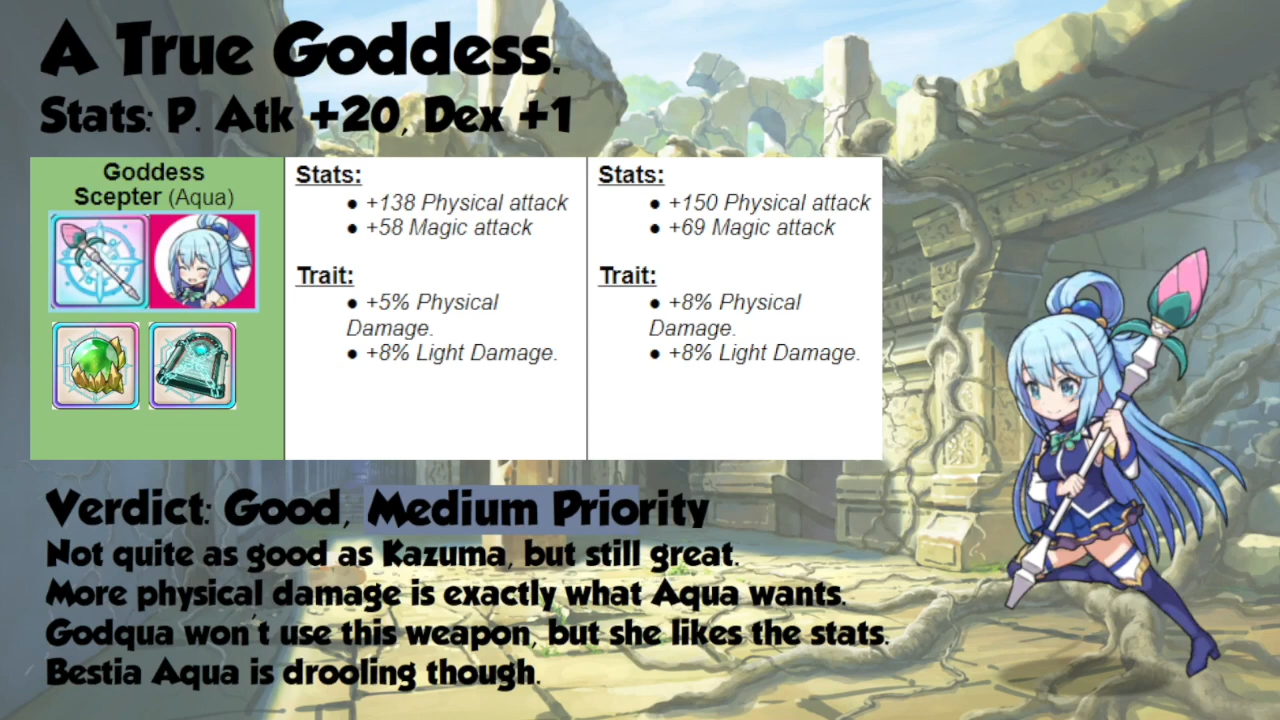 A True Goddess.
Stats: P. Atk +20, Dex +1
Goddess
Scepter (Aqua)
Stats:
● +138 Physical attack
● +58 Magic attack
Trait:
● +5% Physical
Damage.
● +8% Light Damage.
Stats:
● +150 Physical attack
● +69 Magic attack
Trait:
● +8% Physical
Damage.
● +8% Light Damage.
Verdict: Good, Medium Priority
Not quite as good as Kazuma, but still great.
More physical damage is exactly what Aqua wants.
Godqua won't use this weapon, but she likes the stats.
Bestia Aqua is drooling though.